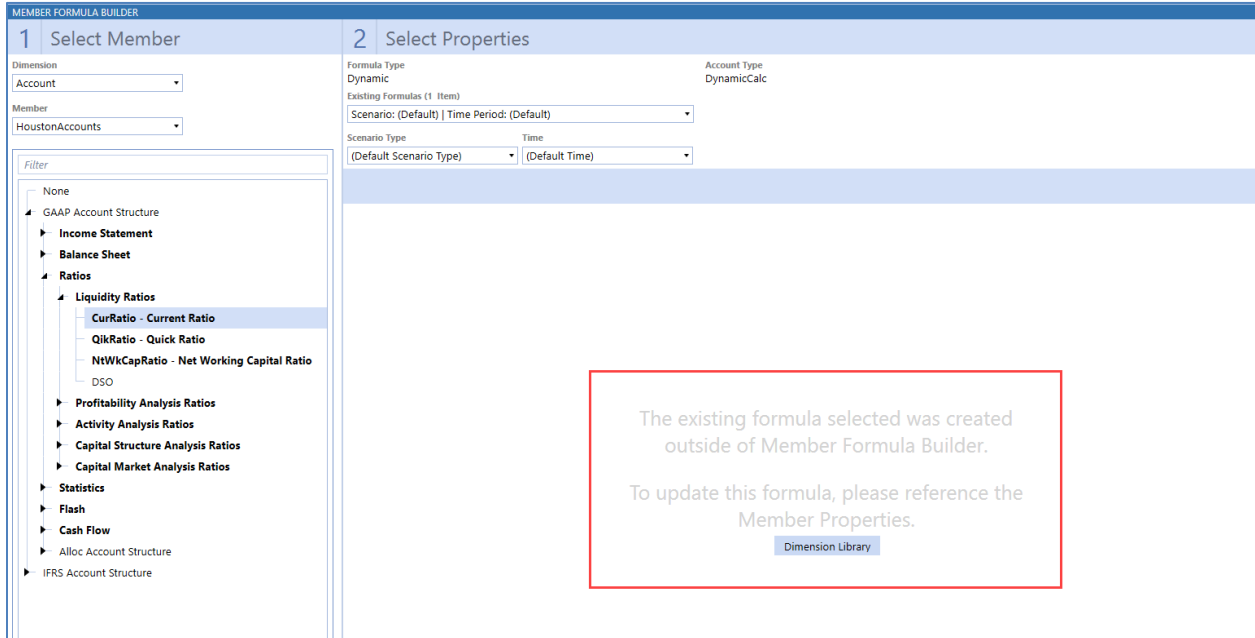 MEMBER FORMULA BUILDER
1 Select Member
Dimension
Account
Member
HoustonAccounts
Filter
None
GAAP Account Structure
Income Statement
Balance Sheet
Ratios
Liquidity Ratios
CurRatio - Current Ratio
QikRatio - Quick Ratio
NtWkCapRatio - Net Working Capital Ratio
DSO
Profitability Analysis Ratios
Activity Analysis Ratios
Capital Structure Analysis Ratios
Capital Market Analysis Ratios
Statistics
Flash
Cash Flow
Alloc Account Structure
IFRS Account Structure
2 Select Properties
Formula Type
Dynamic
Account Type
DynamicCalc
Existing Formulas (1 Item)
Scenario: (Default) | Time Period: (Default)
Scenario Type
(Default Scenario Type)
Time
(Default Time)
The existing formula selected was created
outside of Member Formula Builder.
To update this formula, please reference the
Member Properties.
Dimension Library